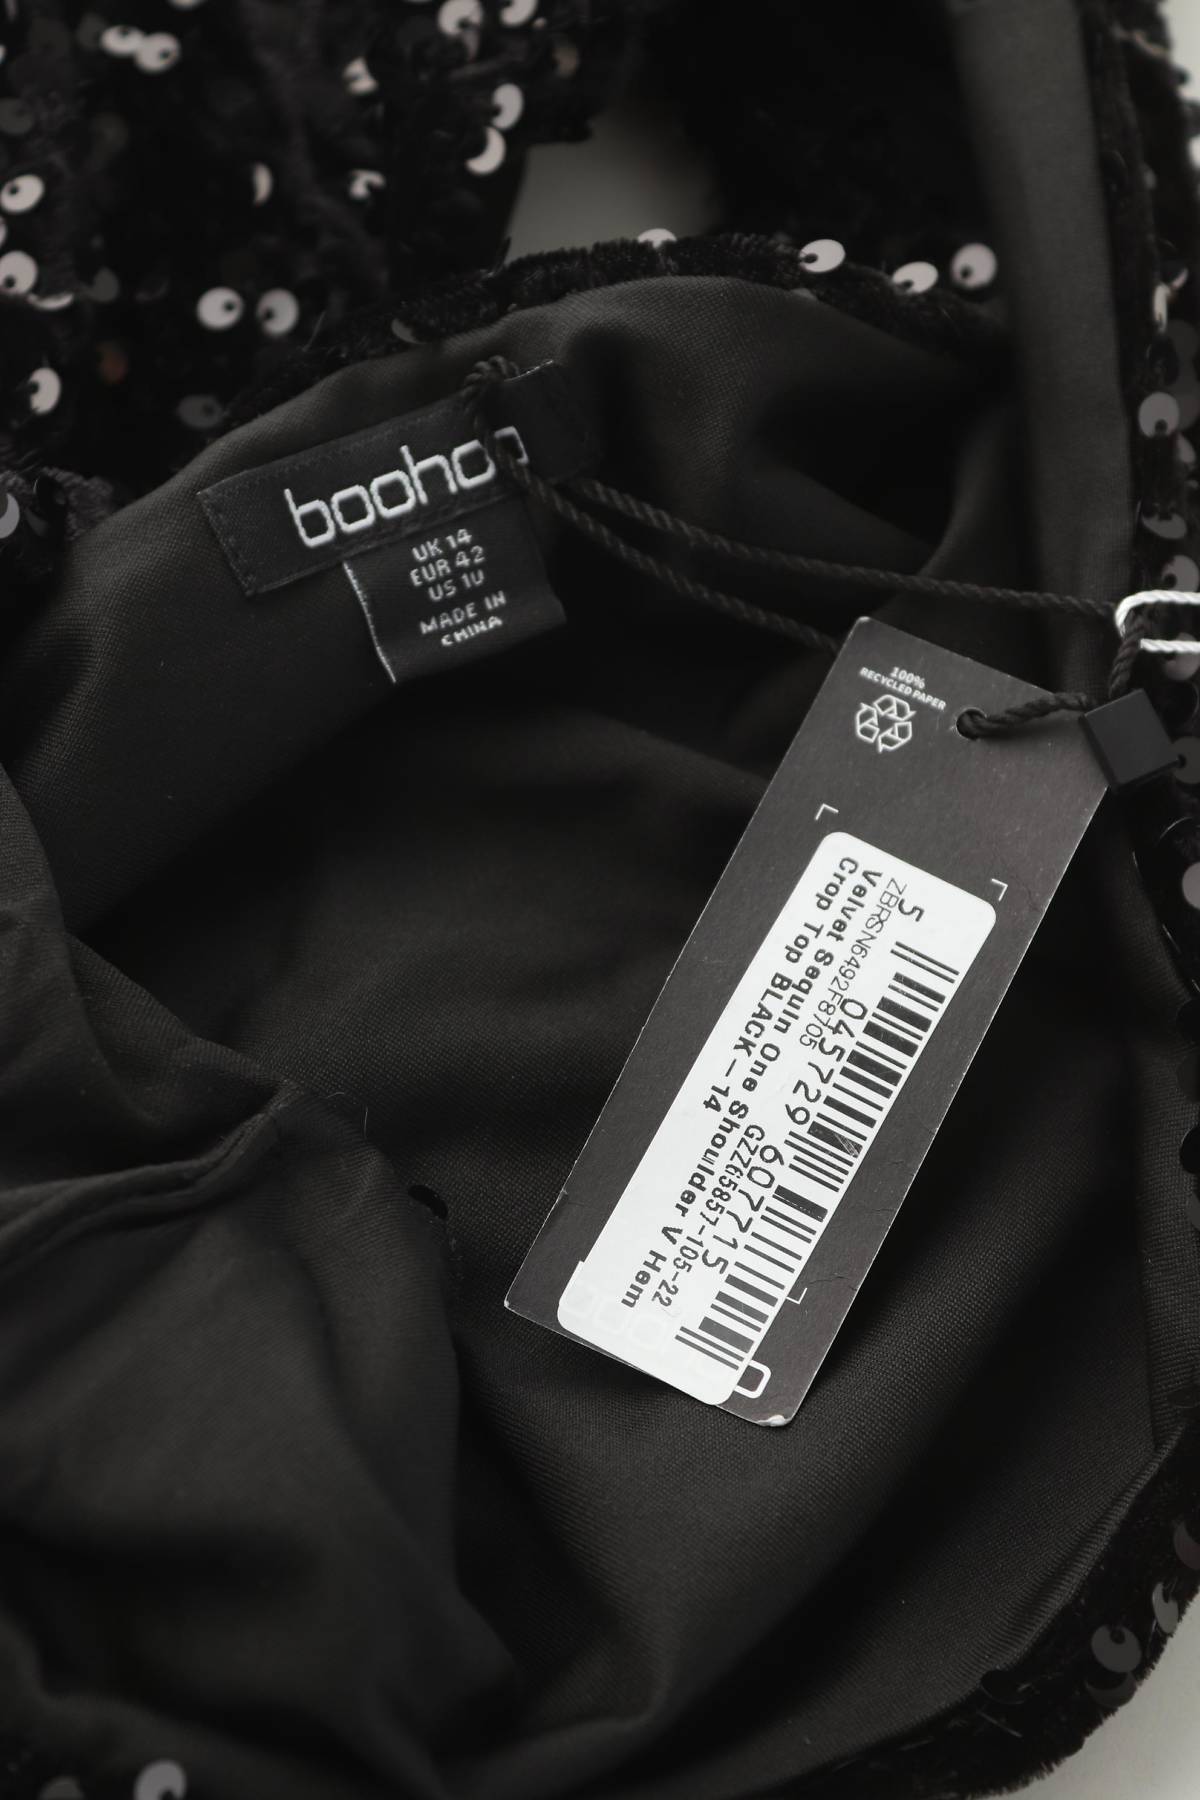 boohoo
UK 14
EUR 42
US 10
MADE IN
CHINA
100%
RECYCLED PAPER
5 045729 607715
ZBRSN6492F8705
GZZ65857-105-22
Velvet Sequin One Shoulder V Hem
Crop Top BLACK-14